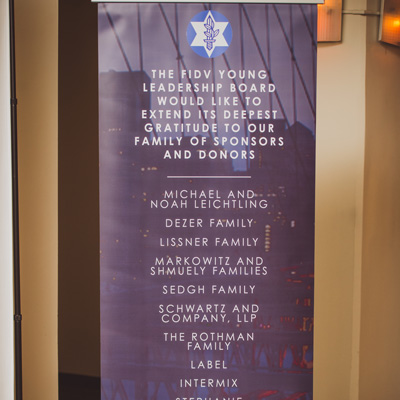 THE FIDV YOUNG
LEADERSHIP BOARD
WOULD LIKE TO
EXTEND ITS DEEPEST
GRATITUDE TO OUR
FAMILY OF SPONSORS
AND DONORS
MICHAEL AND
NOAH LEICHTLING
DEZER FAMILY
LISSNER FAMILY
MARKOWITZ AND
SHMUELY FAMILIES
SEDGH FAMILY
SCHWARTZ AND
COMPANY, LLP
THE ROTHMAN
FAMILY
LABEL
INTERMIX
STEPHANIE